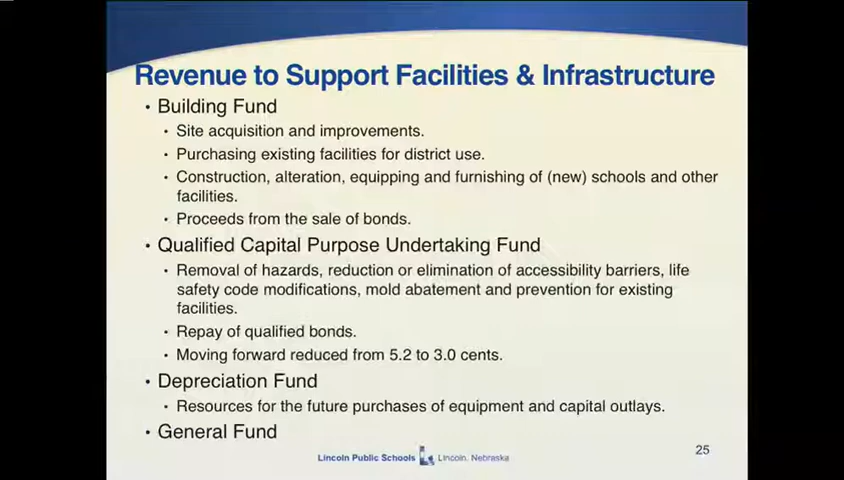 Revenue to Support Facilities & Infrastructure
• Building Fund
• Site acquisition and improvements.
• Purchasing existing facilities for district use.
• Construction, alteration, equipping and furnishing of (new) schools and other
facilities.
• Proceeds from the sale of bonds.
• Qualified Capital Purpose Undertaking Fund
• Removal of hazards, reduction or elimination of accessibility barriers, life
safety code modifications, mold abatement and prevention for existing
facilities.
• Repay of qualified bonds.
• Moving forward reduced from 5.2 to 3.0 cents.
• Depreciation Fund
• Resources for the future purchases of equipment and capital outlays.
• General Fund
Lincoln Public Schools Lincoln, Nebraska
25